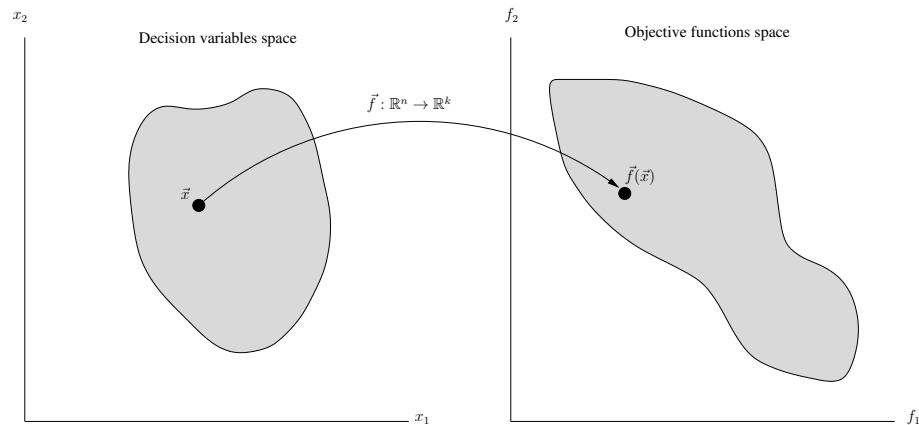 x₂
f₂
Decision variables space
Objective functions space
f⃗ : ℝⁿ → ℝᵏ
x⃗
f⃗(x⃗)
x₁
f₁